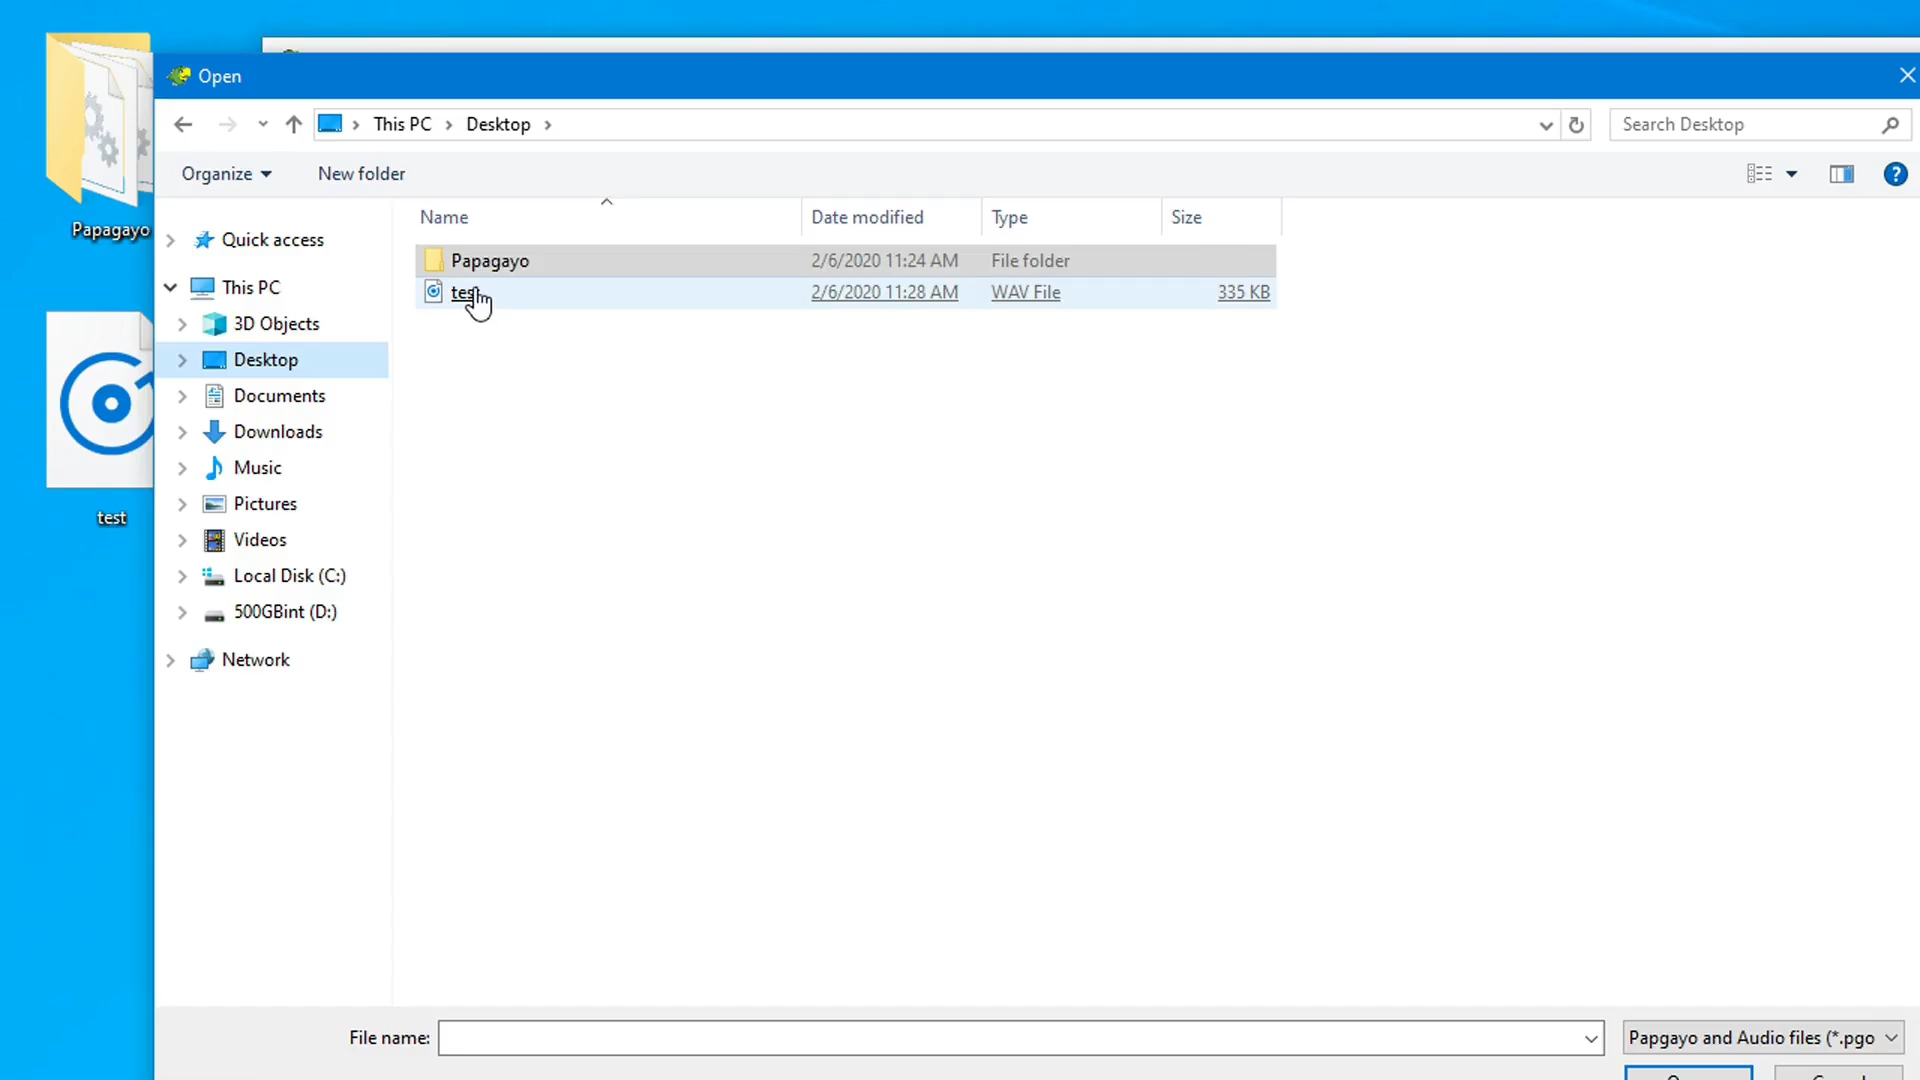 Open
This PC
Desktop
Search Desktop
Organize
New folder
?
Name
Date modified
Type
Size
Papagayo
2/6/2020 11:24 AM
File folder
test
2/6/2020 11:28 AM
WAV File
335 KB
Quick access
This PC
3D Objects
Desktop
Documents
Downloads
Music
Pictures
Videos
Local Disk (C:)
500GBint (D:)
Network
Papagayo
test
File name:
Papgayo and Audio files (*.pgo